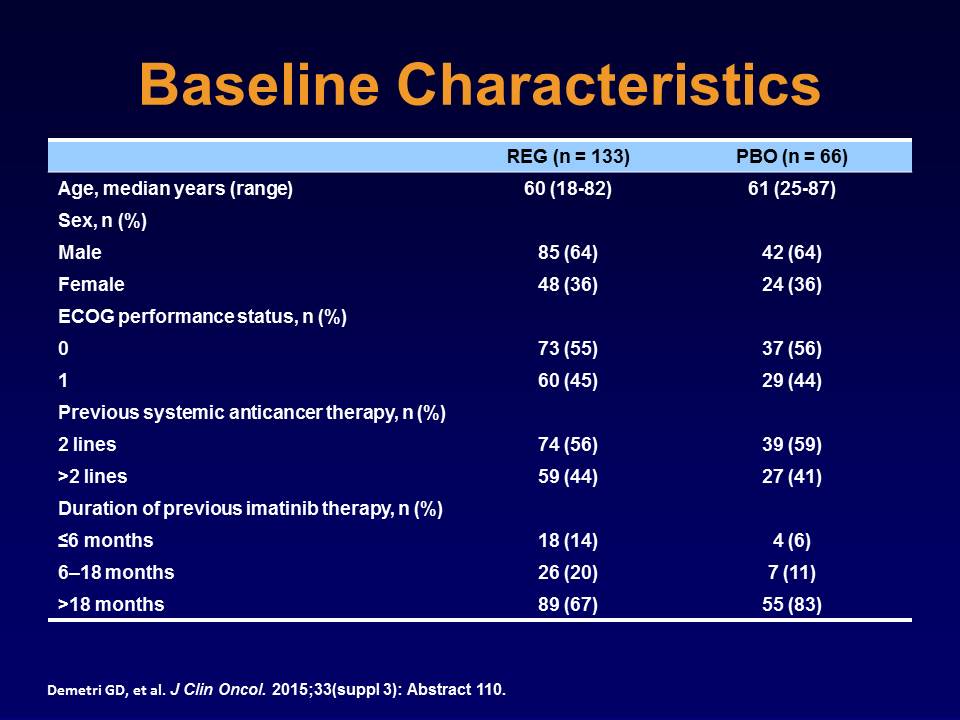 Baseline Characteristics
REG (n = 133) PBO (n = 66)
Age, median years (range) 60 (18-82) 61 (25-87)
Sex, n (%)
Male 85 (64) 42 (64)
Female 48 (36) 24 (36)
ECOG performance status, n (%)
0 73 (55) 37 (56)
1 60 (45) 29 (44)
Previous systemic anticancer therapy, n (%)
2 lines 74 (56) 39 (59)
>2 lines 59 (44) 27 (41)
Duration of previous imatinib therapy, n (%)
≤6 months 18 (14) 4 (6)
6–18 months 26 (20) 7 (11)
>18 months 89 (67) 55 (83)
Demetri GD, et al. J Clin Oncol. 2015;33(suppl 3): Abstract 110.